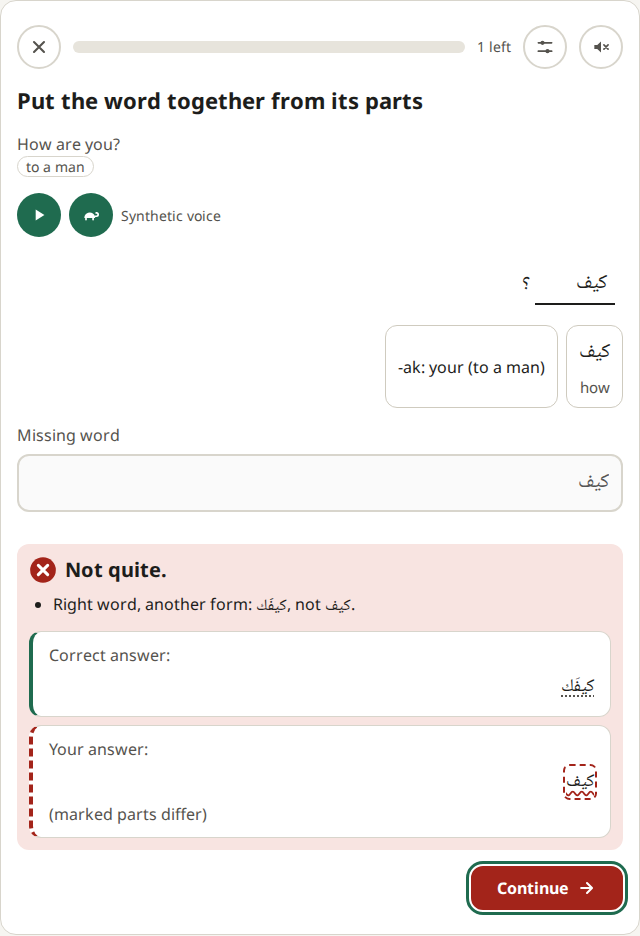 1 left
Put the word together from its parts
How are you?
to a man
Synthetic voice
كيف ؟
كيف
how
-ak: your (to a man)
Missing word
كيف
Not quite.
• Right word, another form: كيفَك, not كيف.
Correct answer:
كيفَك
Your answer:
كيف
(marked parts differ)
Continue